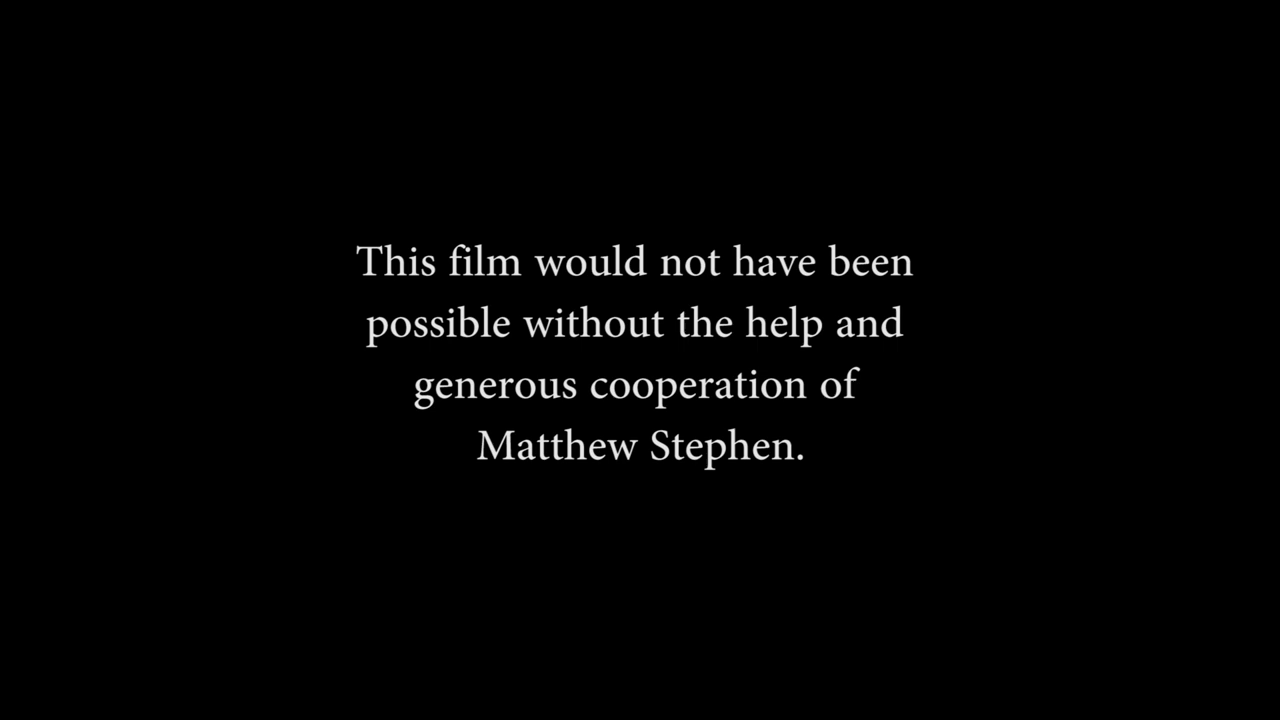 This film would not have been
possible without the help and
generous cooperation of
Matthew Stephen.